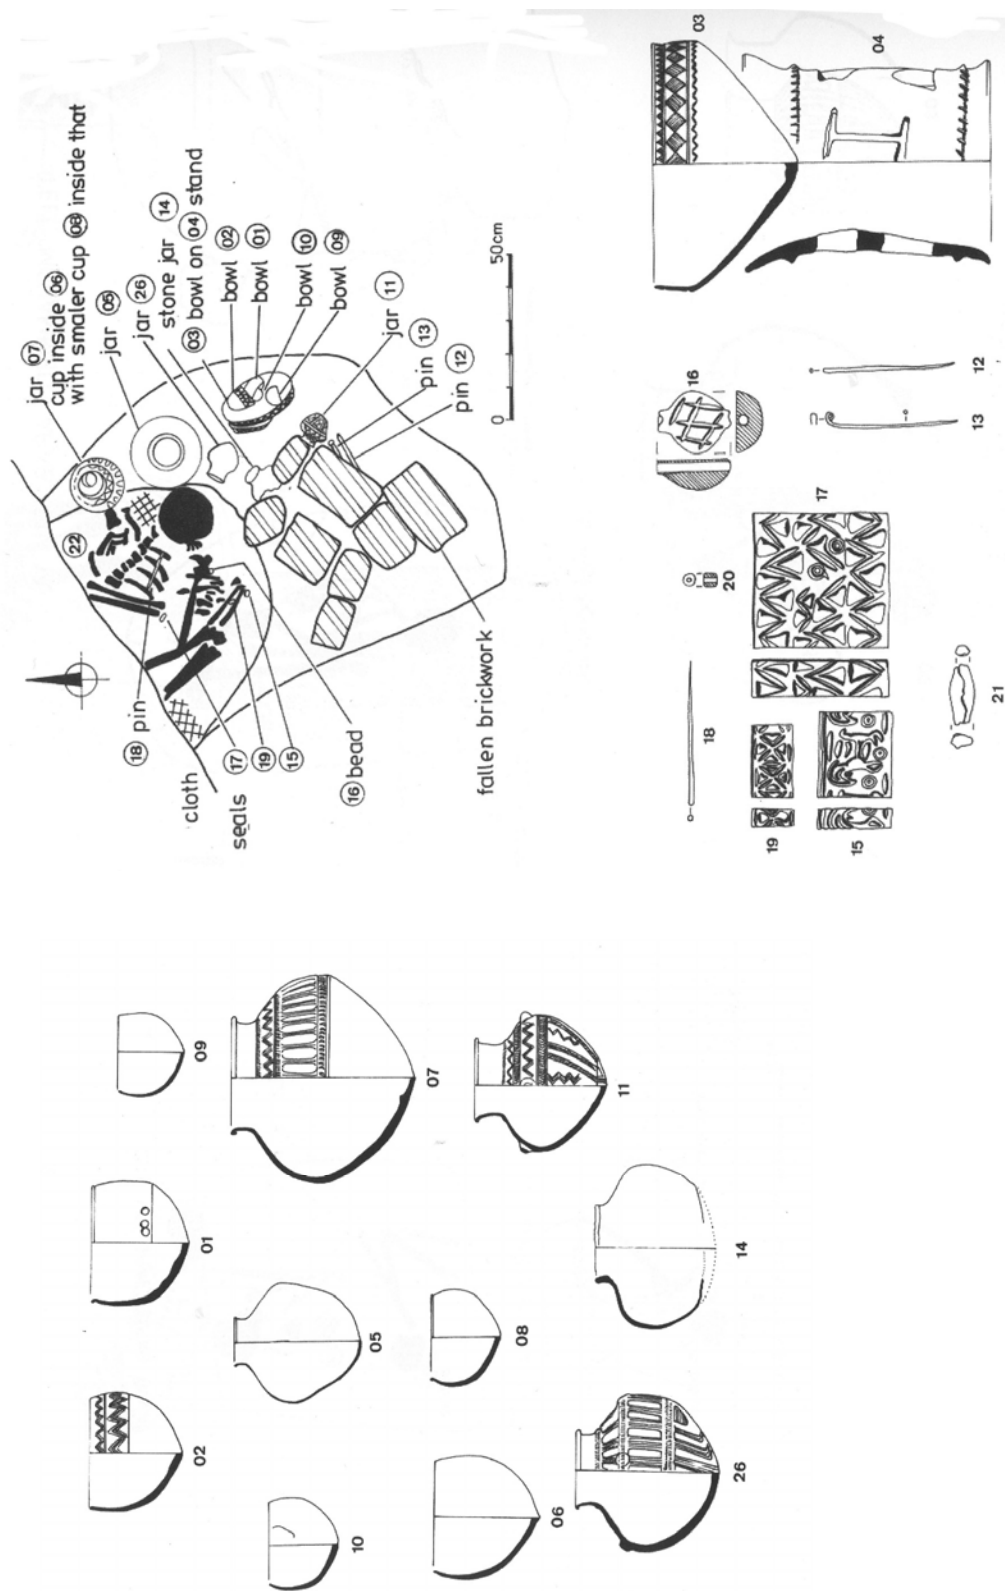 jar 07
cup inside 06
with smaler cup 08 inside that
jar 05
jar 26
stone jar 14
03 bowl on 04 stand
bowl 02
bowl 01
bowl 10
bowl 09
jar 11
pin 13
pin 12
22
18 pin
cloth
17
seals
19
15
16 bead
fallen brickwork
0 50cm
03
04
16
12
13
20
17
18
19
15
21
09
01
02
07
05
10
11
08
06
14
26